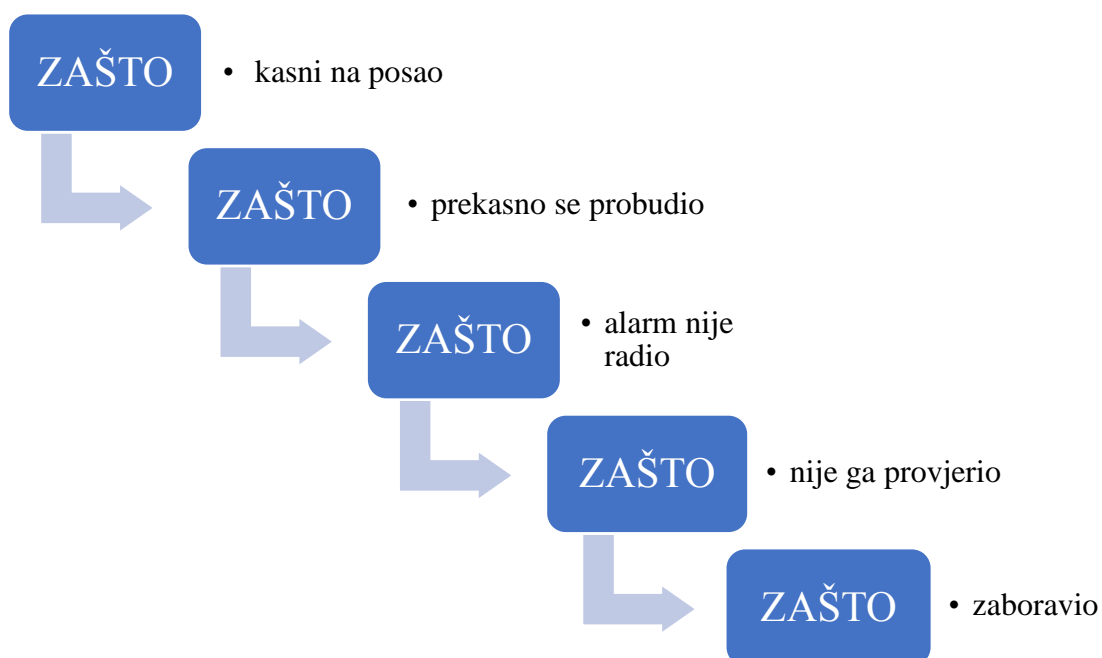 ZAŠTO
• kasni na posao
ZAŠTO
• prekasno se probudio
ZAŠTO
• alarm nije
radio
ZAŠTO
• nije ga provjerio
ZAŠTO
• zaboravio